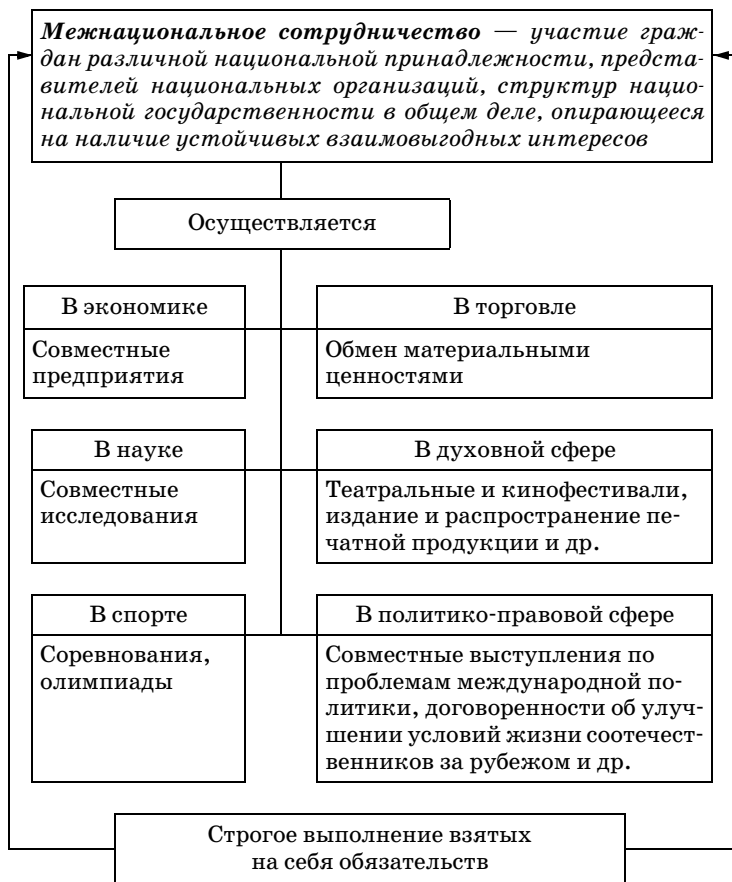 Межнациональное сотрудничество — участие граж-
дан различной национальной принадлежности, предста-
вителей национальных организаций, структур нацио-
нальной государственности в общем деле, опирающееся
на наличие устойчивых взаимовыгодных интересов
Осуществляется
В экономике
Совместные
предприятия
В торговле
Обмен материальными
ценностями
В науке
Совместные
исследования
В духовной сфере
Театральные и кинофестивали,
издание и распространение пе-
чатной продукции и др.
В спорте
Соревнования,
олимпиады
В политико-правовой сфере
Совместные выступления по
проблемам международной по-
литики, договоренности об улуч-
шении условий жизни соотечест-
венников за рубежом и др.
Строгое выполнение взятых
на себя обязательств